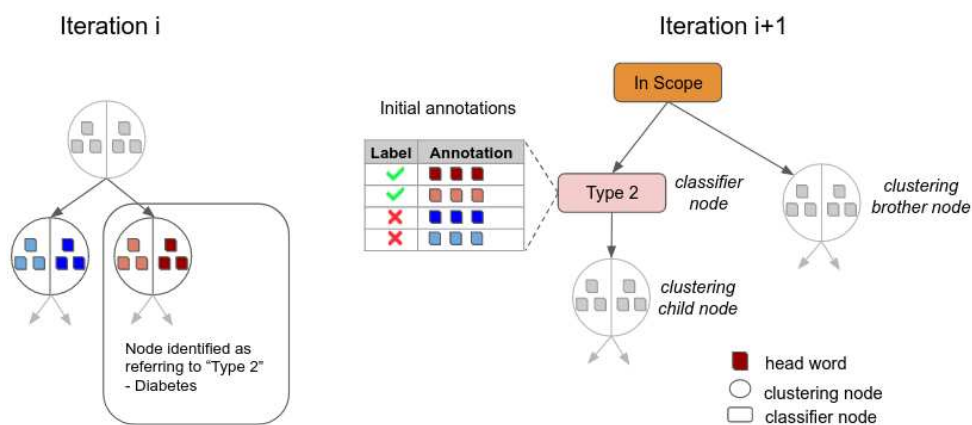 Iteration i
Node identified as
referring to “Type 2”
- Diabetes
Iteration i+1
In Scope
Initial annotations
Label Annotation
Type 2
classifier
node
clustering
brother node
clustering
child node
head word
clustering node
classifier node